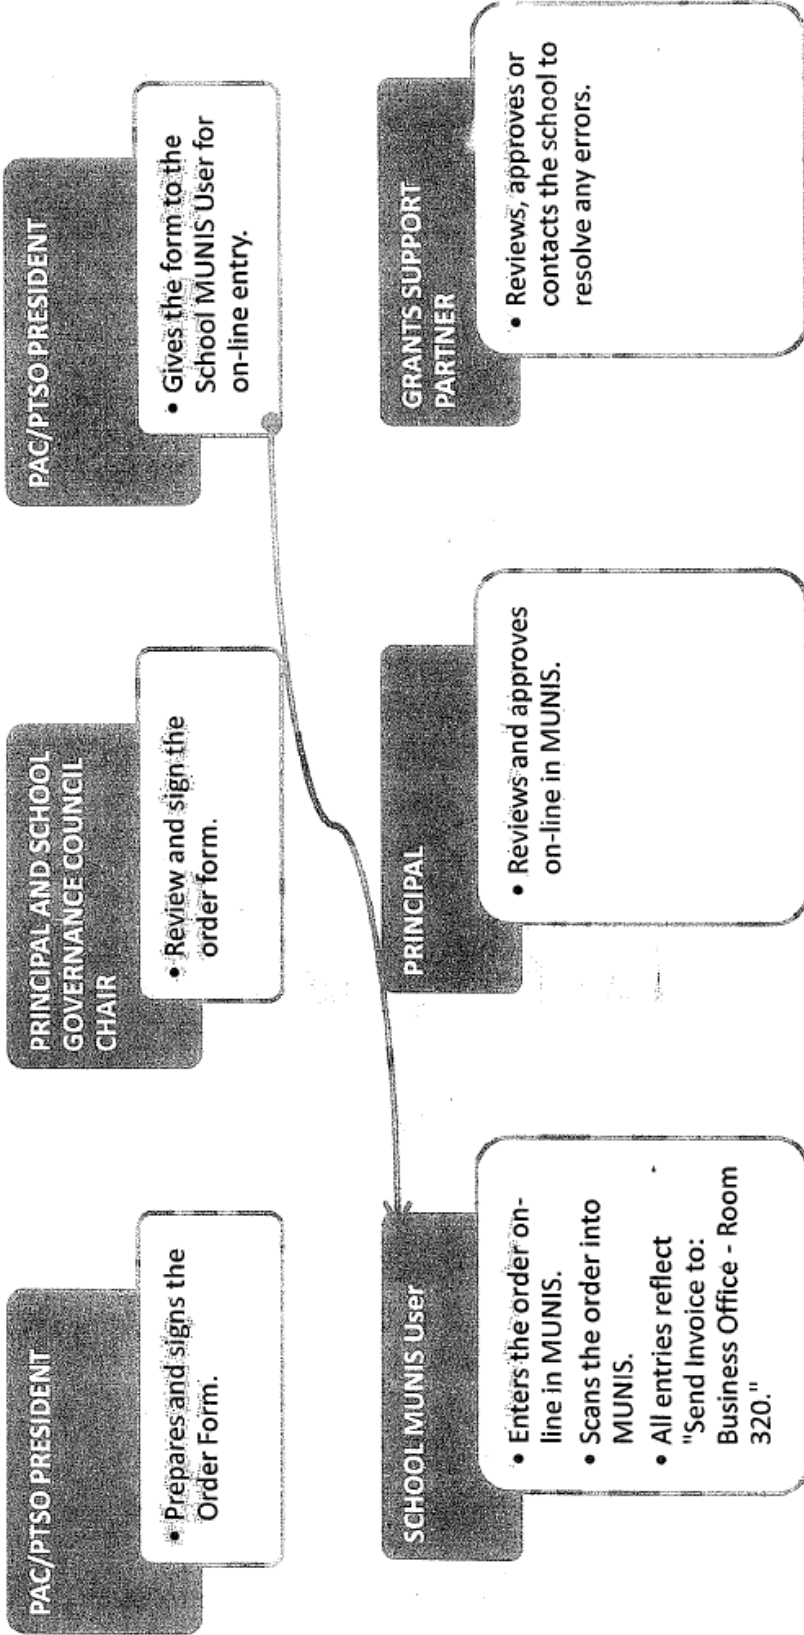 PAC/PTSO PRESIDENT
• Prepares and signs the
Order Form.
PRINCIPAL AND SCHOOL
GOVERNANCE COUNCIL
CHAIR
• Review and sign the
order form.
PAC/PTSO PRESIDENT
• Gives the form to the
School MUNIS User for
on-line entry.
SCHOOL MUNIS User
• Enters the order on-
line in MUNIS.
• Scans the order into
MUNIS.
• All entries reflect
"Send Invoice to:
Business Office - Room
320."
PRINCIPAL
• Reviews and approves
on-line in MUNIS.
GRANTS SUPPORT
PARTNER
• Reviews, approves or
contacts the school to
resolve any errors.